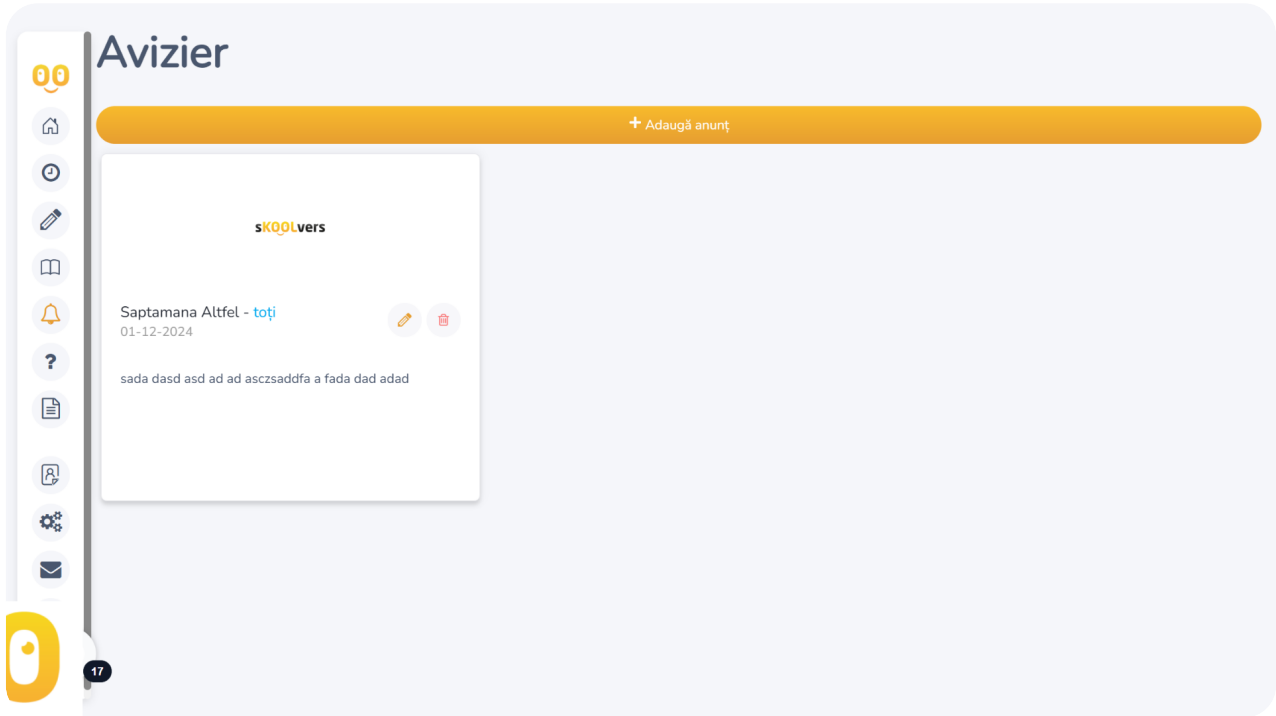 Avizier
+ Adaugă anunț
sKOOLvers
Saptamana Altfel - toți
01-12-2024
sada dasd asd ad ad asczsaddfa a fada dad adad
?
17